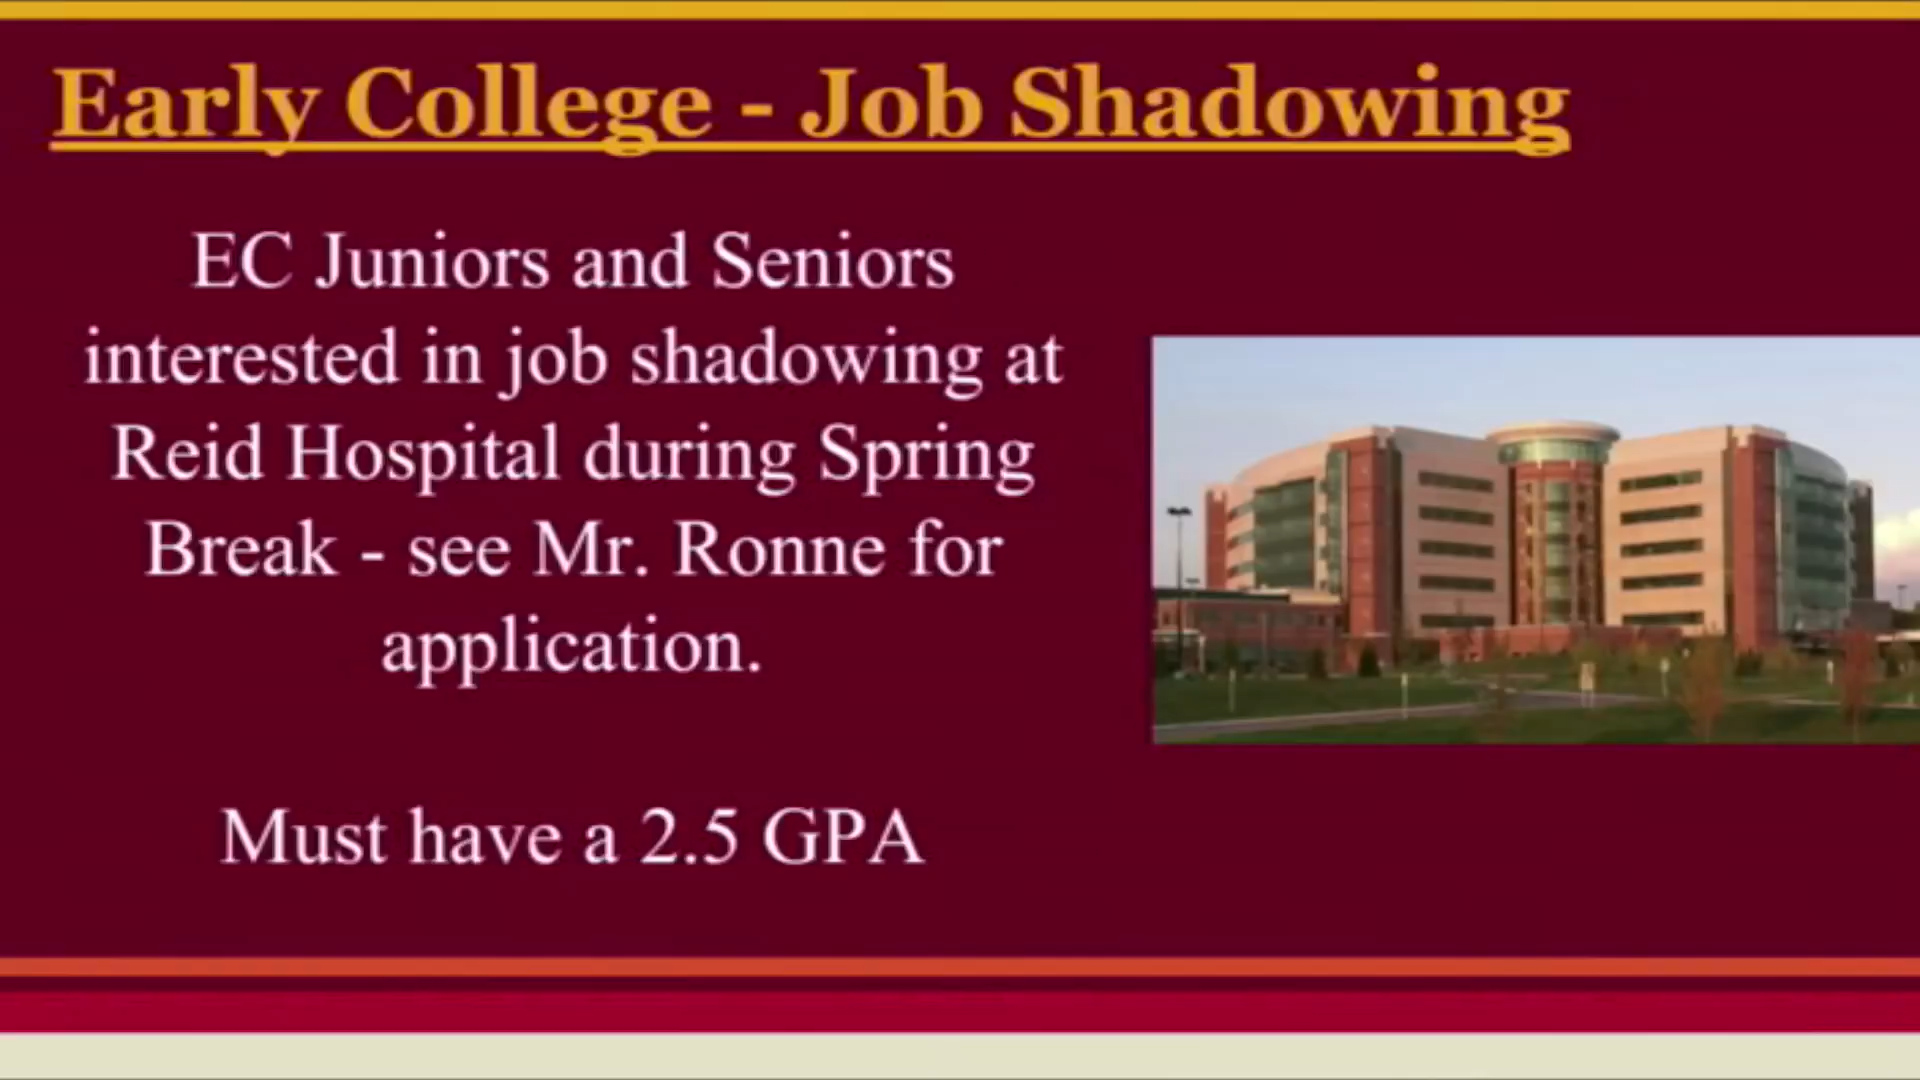 Early College - Job Shadowing
EC Juniors and Seniors
interested in job shadowing at
Reid Hospital during Spring
Break - see Mr. Ronne for
application.
Must have a 2.5 GPA